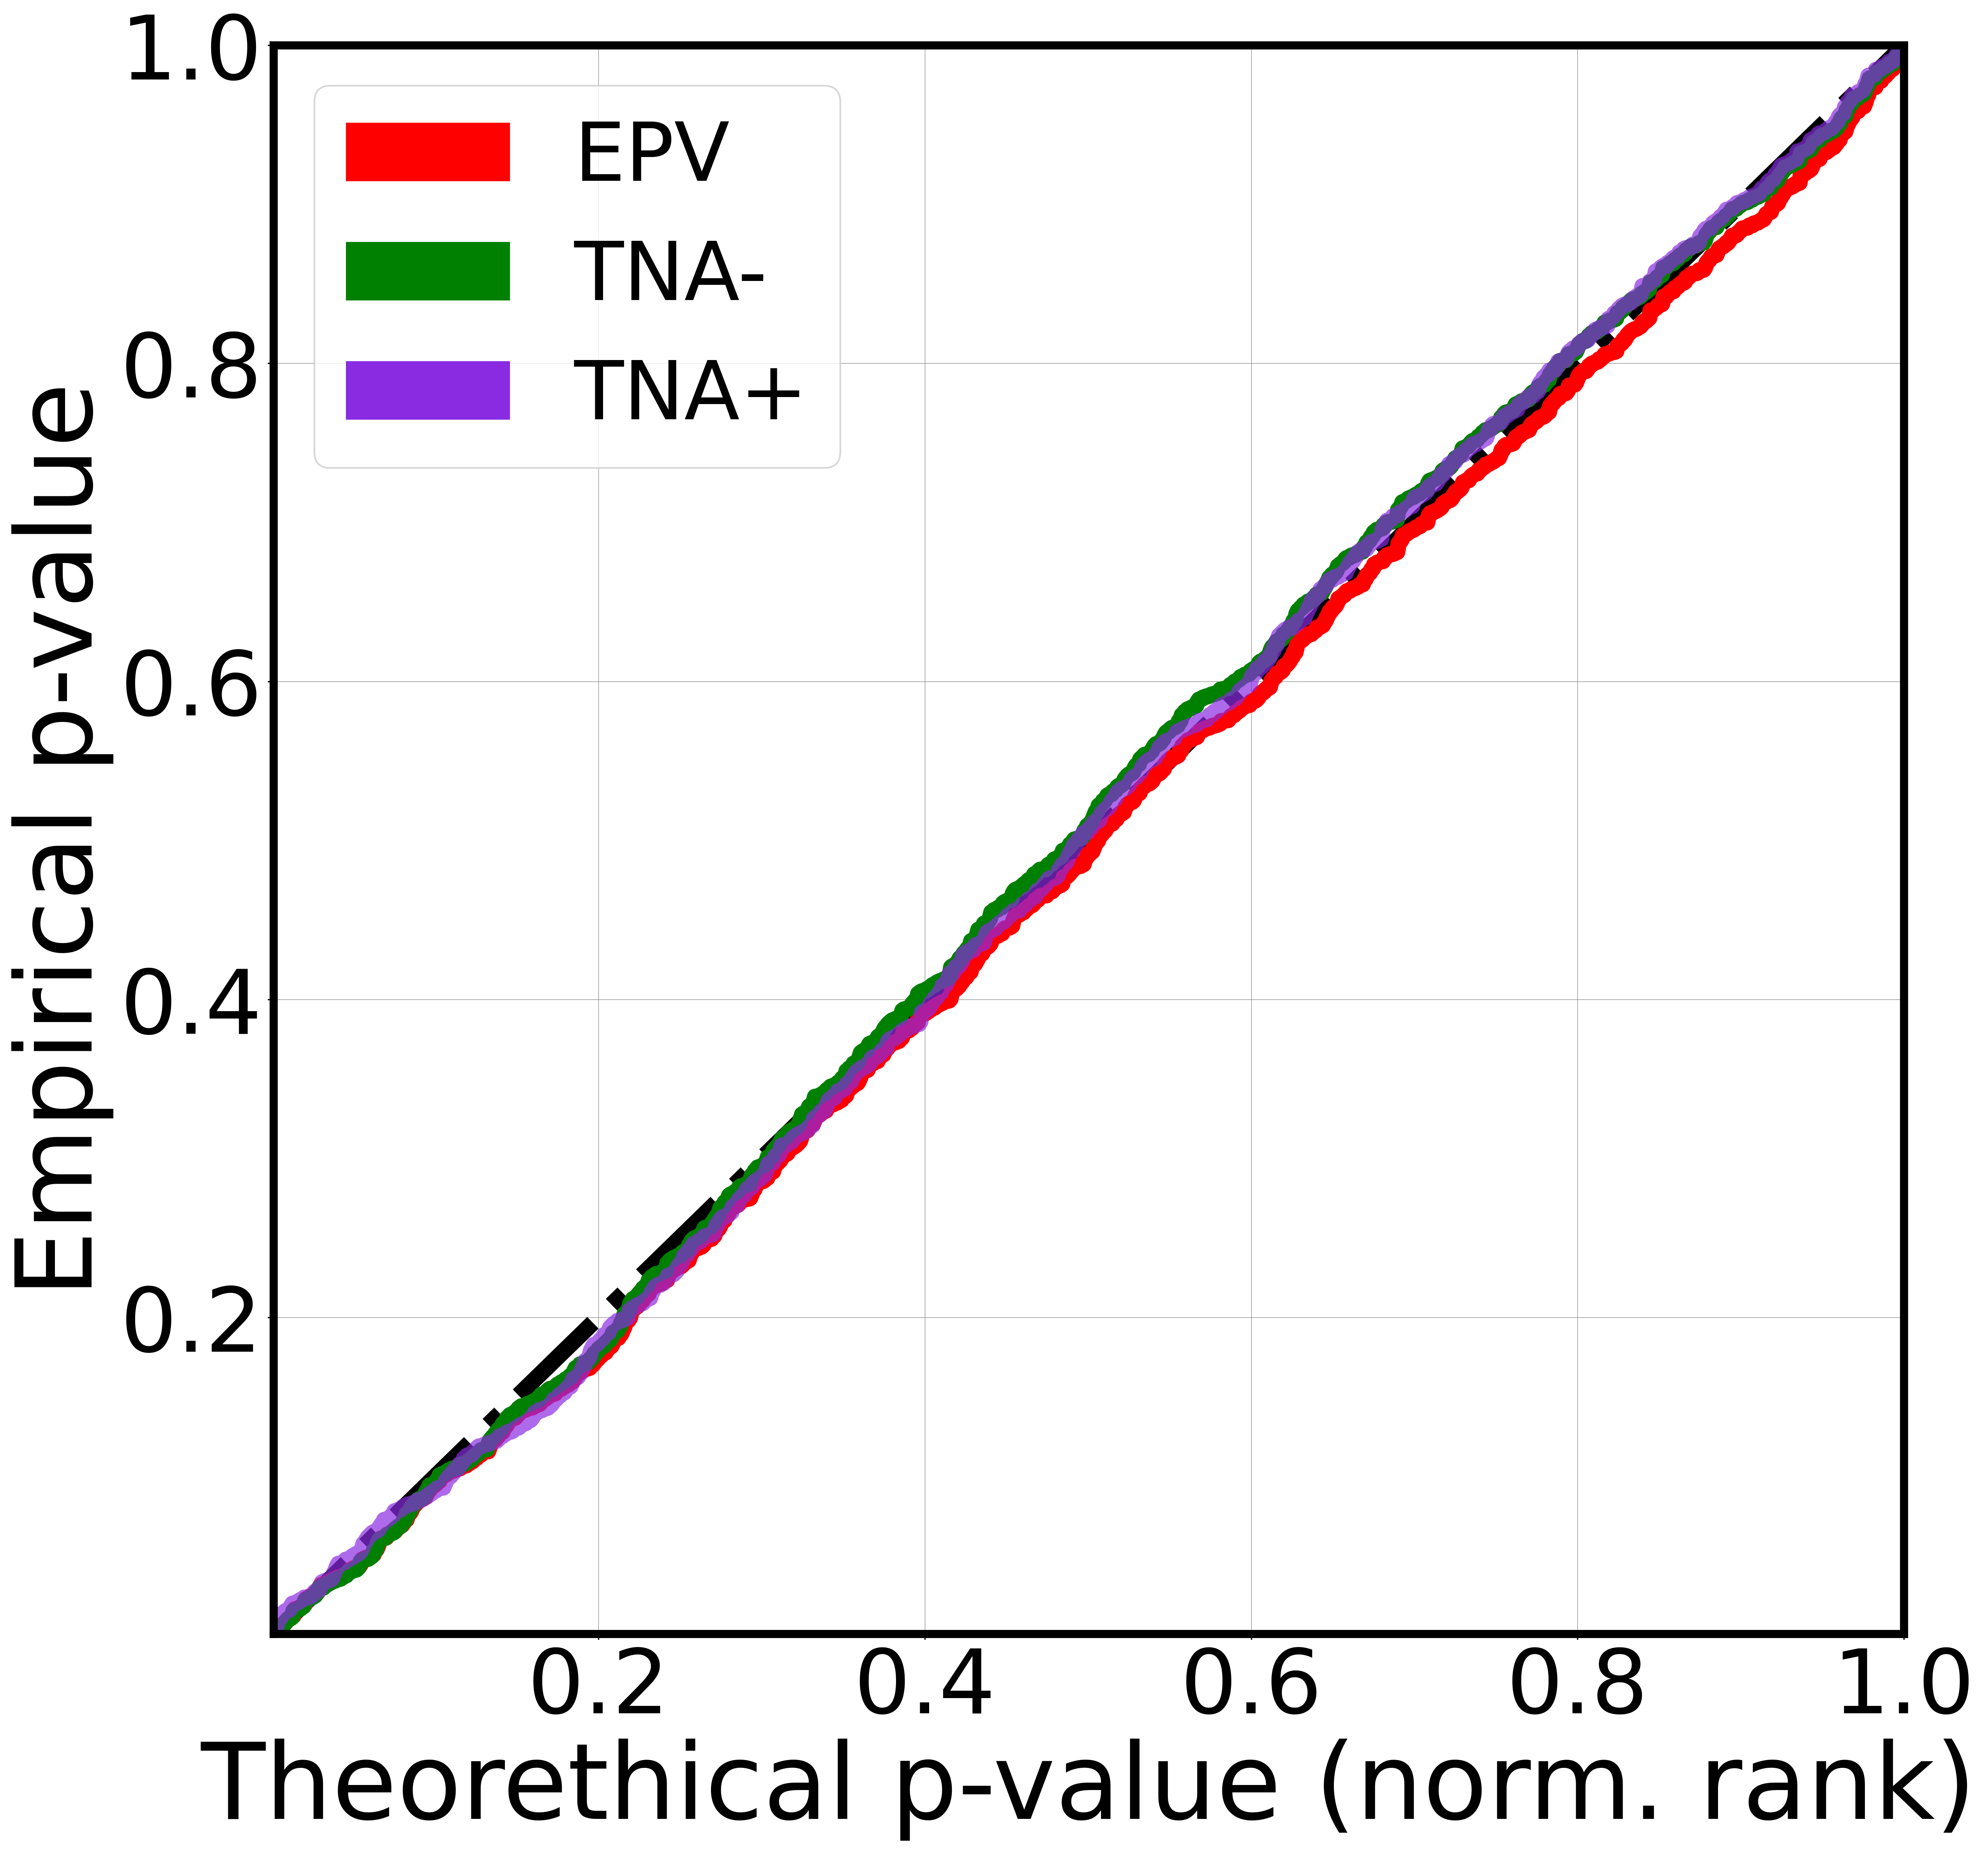 1.0
0.8
0.6
0.4
0.2
Empirical p-value
EPV
TNA-
TNA+
0.2 0.4 0.6 0.8 1.0
Theorethical p-value (norm. rank)